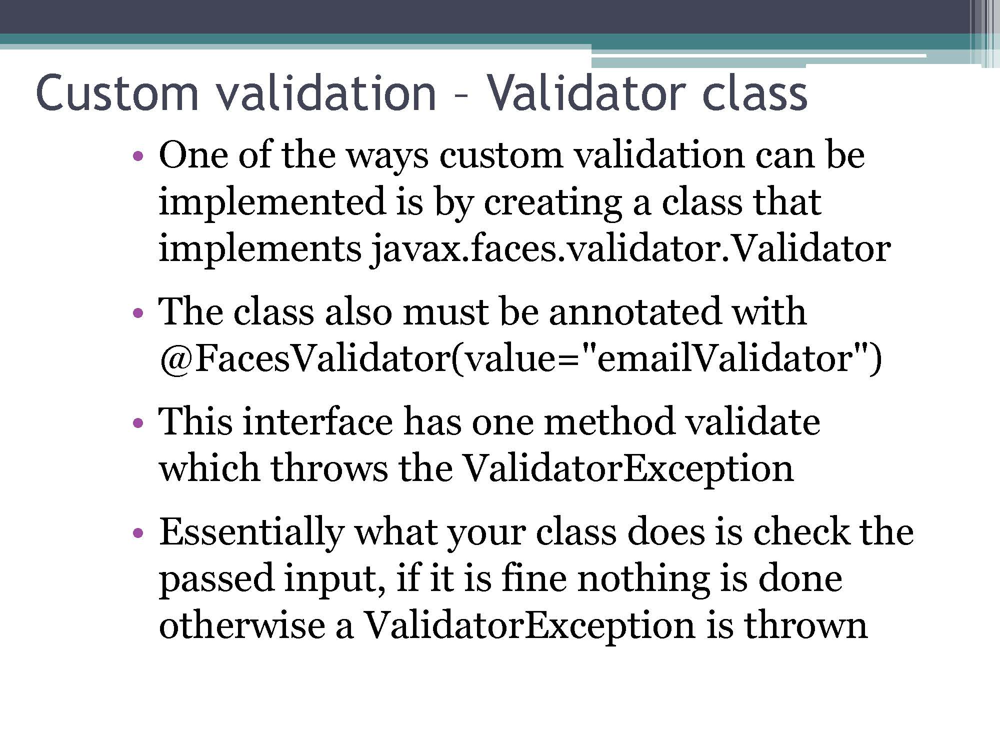 Custom validation – Validator class
• One of the ways custom validation can be
implemented is by creating a class that
implements javax.faces.validator.Validator
• The class also must be annotated with
@FacesValidator(value="emailValidator")
• This interface has one method validate
which throws the ValidatorException
• Essentially what your class does is check the
passed input, if it is fine nothing is done
otherwise a ValidatorException is thrown